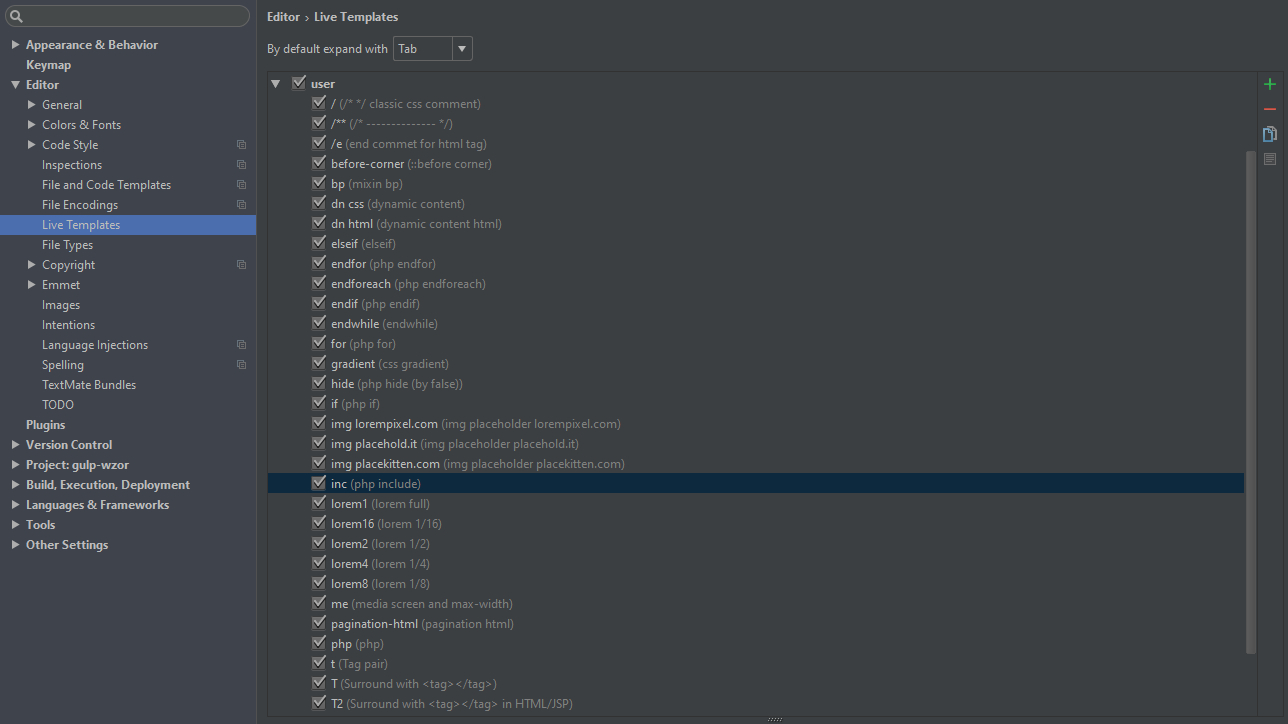 Appearance & Behavior
Keymap
Editor
General
Colors & Fonts
Code Style
Inspections
File and Code Templates
File Encodings
Live Templates
File Types
Copyright
Emmet
Images
Intentions
Language Injections
Spelling
TextMate Bundles
TODO
Plugins
Version Control
Project: gulp-wzor
Build, Execution, Deployment
Languages & Frameworks
Tools
Other Settings
Editor › Live Templates
By default expand with Tab
user
/ (/* */ classic css comment)
/** (/* -------------- */)
/e (end commet for html tag)
before-corner (::before corner)
bp (mixin bp)
dn css (dynamic content)
dn html (dynamic content html)
elseif (elseif)
endfor (php endfor)
endforeach (php endforeach)
endif (php endif)
endwhile (endwhile)
for (php for)
gradient (css gradient)
hide (php hide (by false))
if (php if)
img lorempixel.com (img placeholder lorempixel.com)
img placehold.it (img placeholder placehold.it)
img placekitten.com (img placeholder placekitten.com)
inc (php include)
lorem1 (lorem full)
lorem16 (lorem 1/16)
lorem2 (lorem 1/2)
lorem4 (lorem 1/4)
lorem8 (lorem 1/8)
me (media screen and max-width)
pagination-html (pagination html)
php (php)
t (Tag pair)
T (Surround with <tag></tag>)
T2 (Surround with <tag></tag> in HTML/JSP)